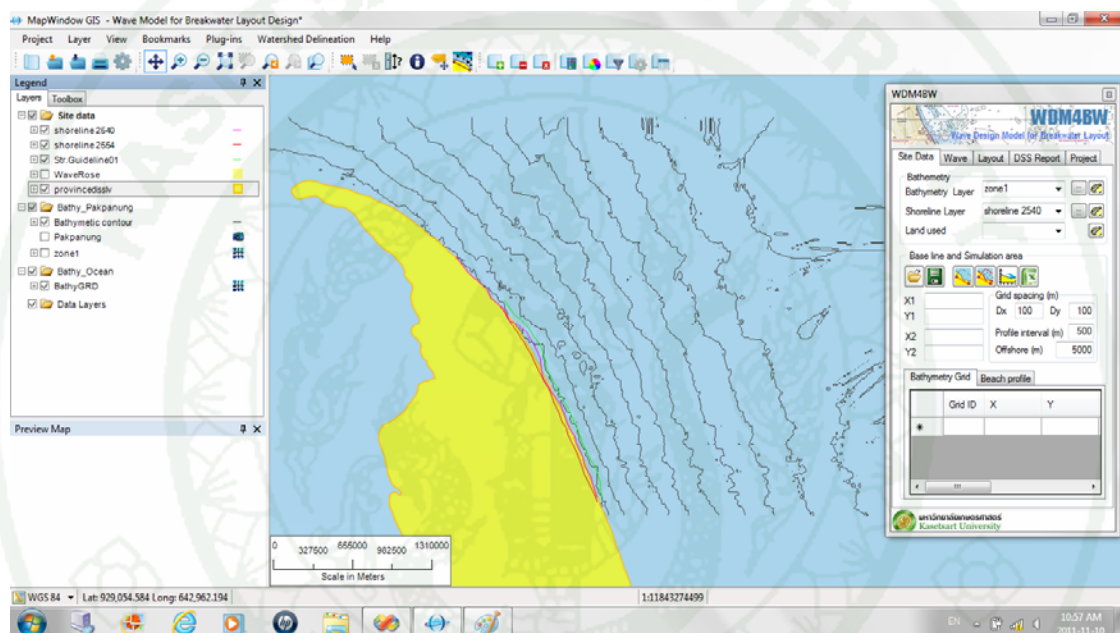 MapWindow GIS - Wave Model for Breakwater Layout Design*
Project Layer View Bookmarks Plug-ins Watershed Delineation Help
Legend
Layers Toolbox
Site data
shoreline 2540
shoreline 2554
Str.Guideline01
WaveRose
provincedsslv
Bathy_Pakpanung
Bathymetic contour
Pakpanung
zone1
Bathy_Ocean
BathyGRD
Data Layers
Preview Map
0 327500 655000 982500 1310000
Scale in Meters
WDM4BW
WDM4BW
Wave Design Model for Breakwater Layout
Site Data Wave Layout DSS Report Project
Bathemetry
Bathymetry Layer zone1
Shoreline Layer shoreline 2540
Land used
Base line and Simulation area
X1
Y1
X2
Y2
Grid spacing (m)
Dx 100 Dy 100
Profile interval (m) 500
Offshore (m) 5000
Bathymetry Grid Beach profile
Grid ID X Y
มหาวิทยาลัยเกษตรศาสตร์
Kasetsart University
WGS 84 Lat: 929,054.584 Long: 642,962.194 1:11843274499
EN 10:57 AM
2011-11-10